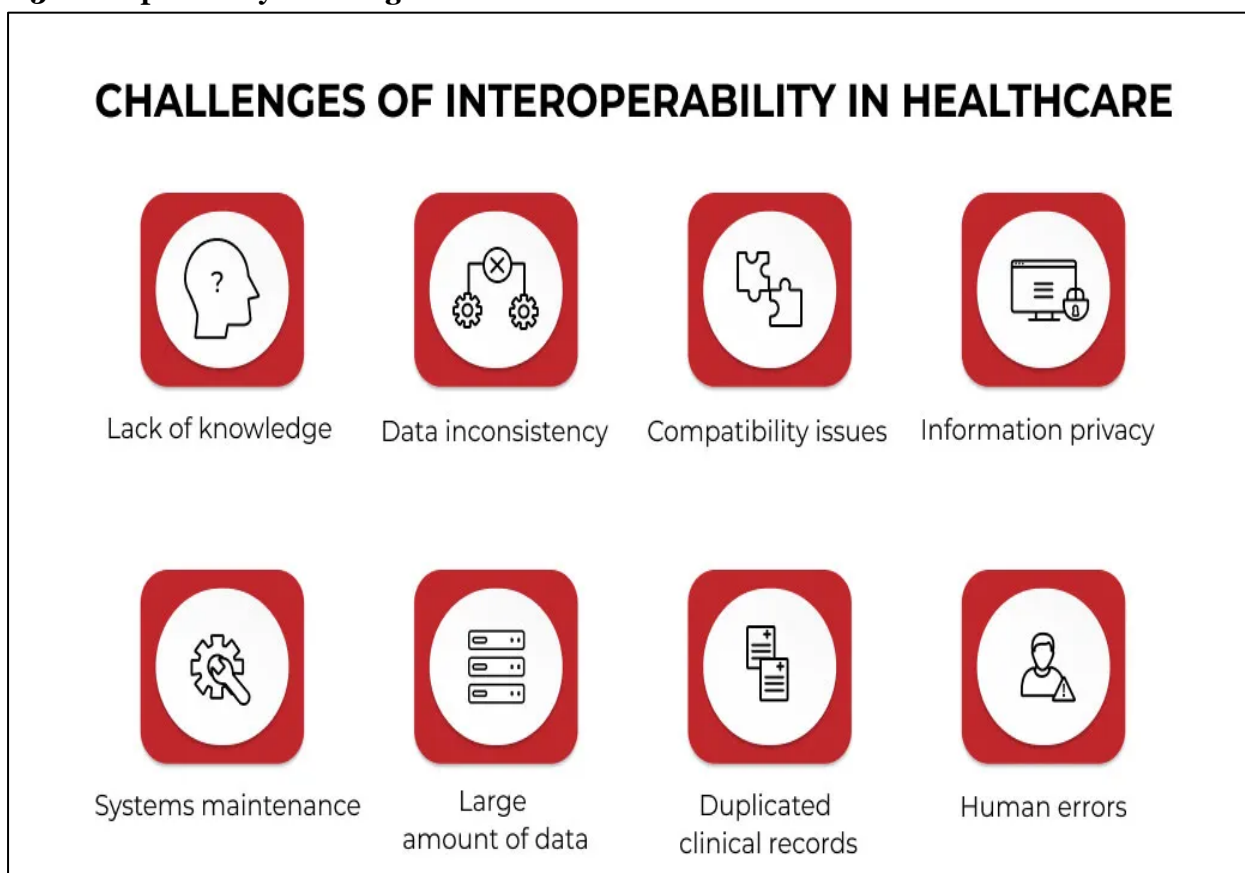 CHALLENGES OF INTEROPERABILITY IN HEALTHCARE
?
Lack of knowledge
Data inconsistency
Compatibility issues
Information privacy
Systems maintenance
Large
amount of data
Duplicated
clinical records
Human errors